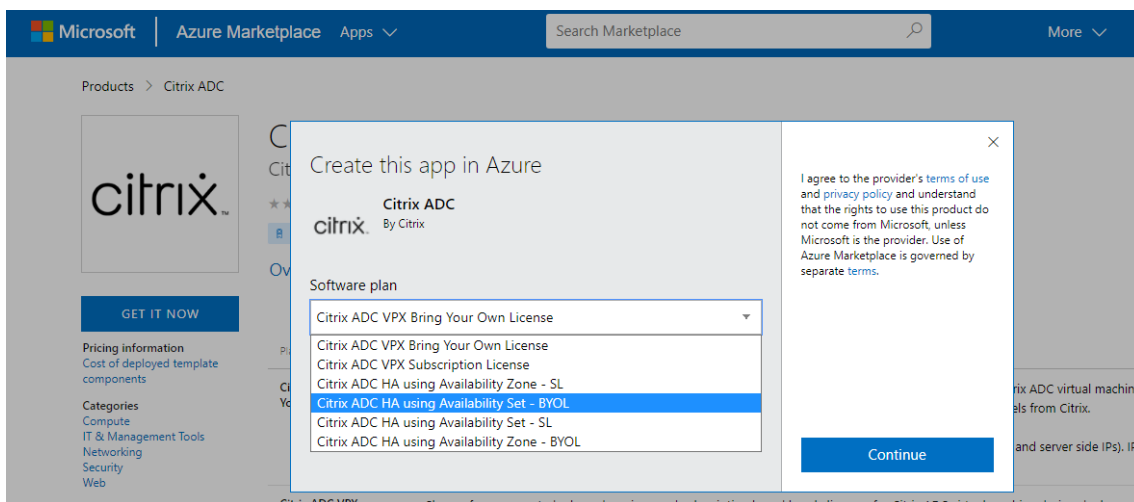 Microsoft
Azure Marketplace
Apps
Search Marketplace
More
Products > Citrix ADC
citrix
GET IT NOW
Pricing information
Cost of deployed template
components
Categories
Compute
IT & Management Tools
Networking
Security
Web
Create this app in Azure
citrix
Citrix ADC
By Citrix
Software plan
Citrix ADC VPX Bring Your Own License
Citrix ADC VPX Bring Your Own License
Citrix ADC VPX Subscription License
Citrix ADC HA using Availability Zone - SL
Citrix ADC HA using Availability Set - BYOL
Citrix ADC HA using Availability Set - SL
Citrix ADC HA using Availability Zone - BYOL
I agree to the provider's terms of use
and privacy policy and understand
that the rights to use this product do
not come from Microsoft, unless
Microsoft is the provider. Use of
Azure Marketplace is governed by
separate terms.
Continue
ADC virtual
from Citrix.
and server side IPs).